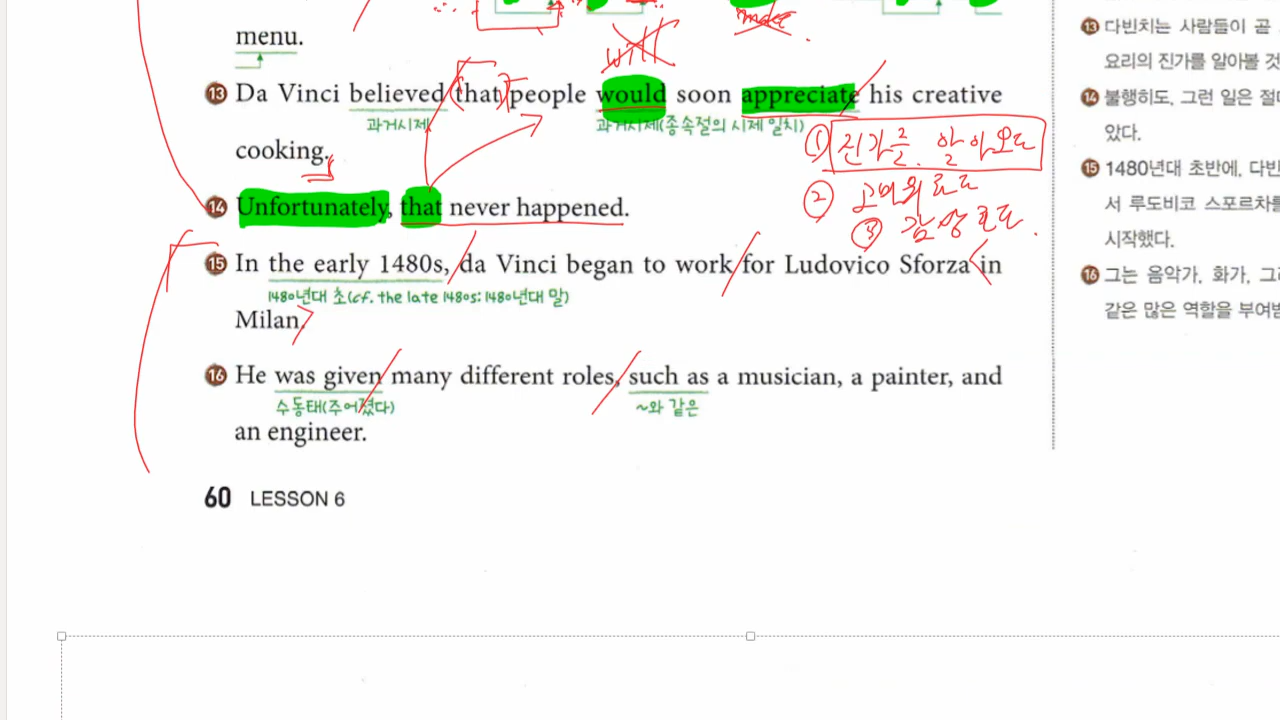 menu.
will
make
⑬ Da Vinci believed that people would soon appreciate his creative
과거시제
과거시제(종속절의 시제 일치)
cooking.
① 진가를 알아보다
② 고마워하다
③ 감상하다.
⑭ Unfortunately, that never happened.
⑮ In the early 1480s, da Vinci began to work for Ludovico Sforza in
1480년대 초(cf. the late 1480s: 1480년대 말)
Milan.
⑯ He was given many different roles, such as a musician, a painter, and
수동태(주어졌다)
~와 같은
an engineer.
60 LESSON 6
⑬ 다빈치는 사람들이 곧
요리의 진가를 알아볼 것
⑭ 불행히도, 그런 일은 절대
았다.
⑮ 1480년대 초반에, 다빈
서 루도비코 스포르차를
시작했다.
⑯ 그는 음악가, 화가, 그리
같은 많은 역할을 부여받